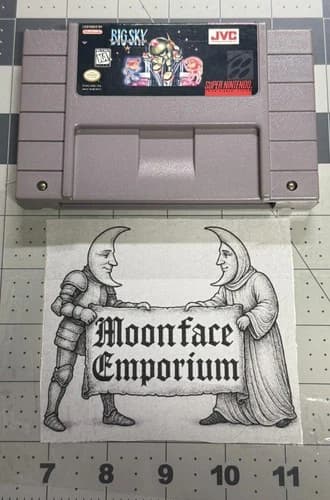 BIG SKY
JVC
K-A
SUPER NINTENDO
Moonface
Emporium
7 8 9 10 11